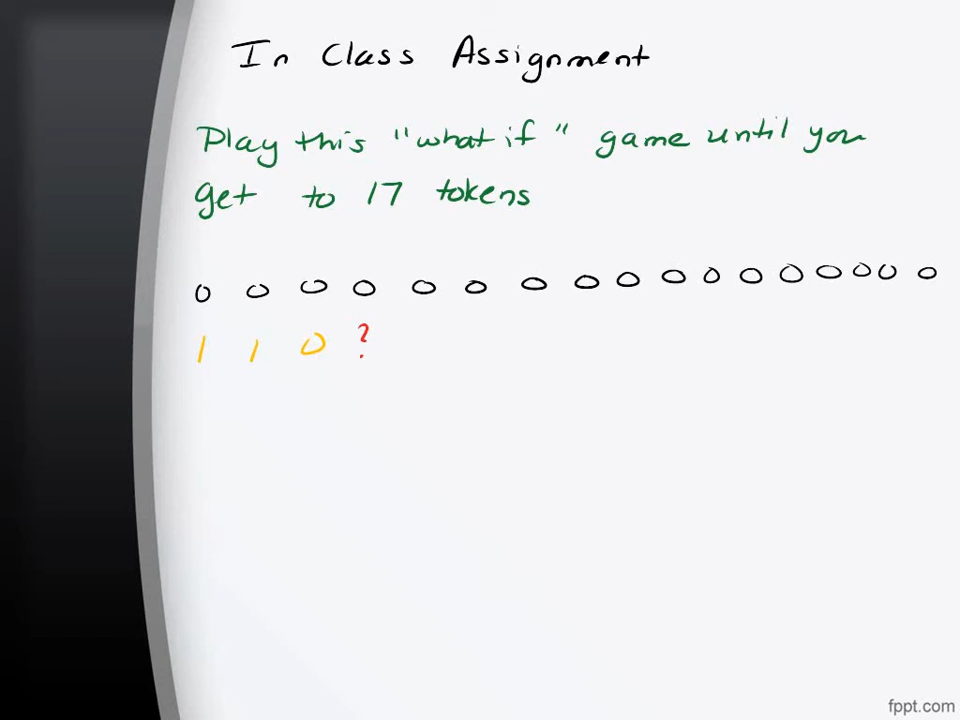 In Class Assignment
Play this "what if" game until you
get to 17 tokens
0 0 0 0 0 0 0 0 0 0 0 0 0 0 0 0 0
1 1 0 ?
fppt.com